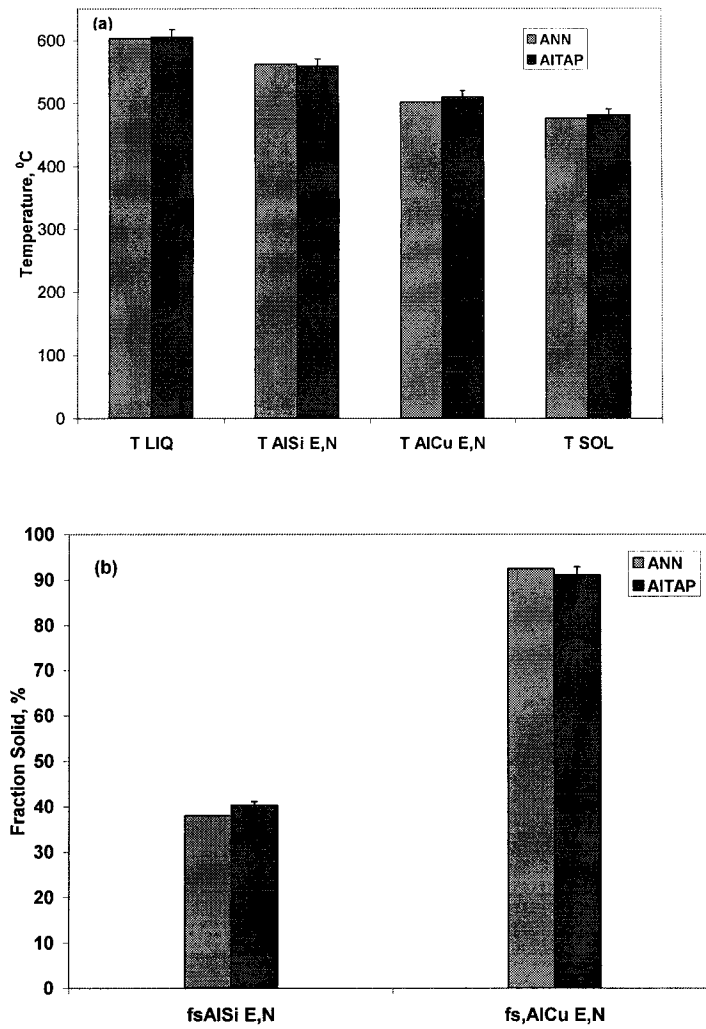 (a)
ANN
AlTAP
600
500
400
300
200
100
0
Temperature, ⁰C
T LIQ
T AlSi E,N
T AlCu E,N
T SOL
(b)
ANN
AlTAP
100
90
80
70
60
50
40
30
20
10
0
Fraction Solid, %
fsAlSi E,N
fs,AlCu E,N